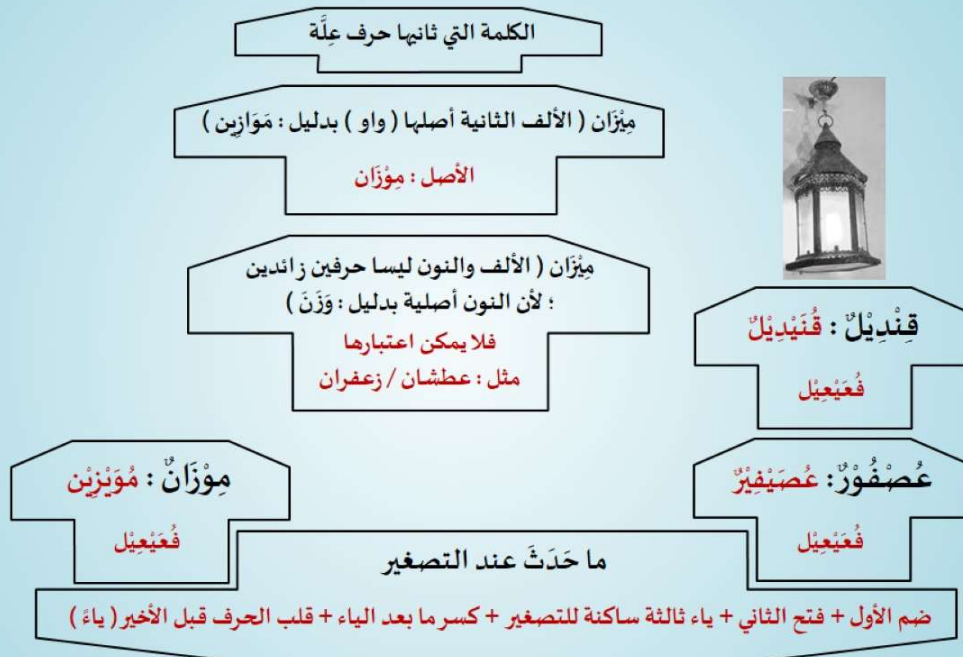 الكلمة التي ثانيها حرف عِلَّة
مِيْزَان ( الألف الثانية أصلها ( واو ) بدليل : مَوَازِين )
الأصل : مِوْزَان
مِيْزَان ( الألف والنون ليسا حرفين زائدين
؛ لأن النون أصلية بدليل : وَزَنَ )
فلا يمكن اعتبارها
مثل : عطشان / زعفران
قِنْدِيْلٌ : قُنَيْدِيْلٌ
فُعَيْعِيْل
عُصْفُوْرٌ: عُصَيْفِيْرٌ
فُعَيْعِيْل
مِوْزَانٌ : مُوَيْزِيْن
فُعَيْعِيْل
ما حَدَثَ عند التصغير
ضم الأول + فتح الثاني + ياء ثالثة ساكنة للتصغير + كسر ما بعد الياء + قلب الحرف قبل الأخير ( ياءً )